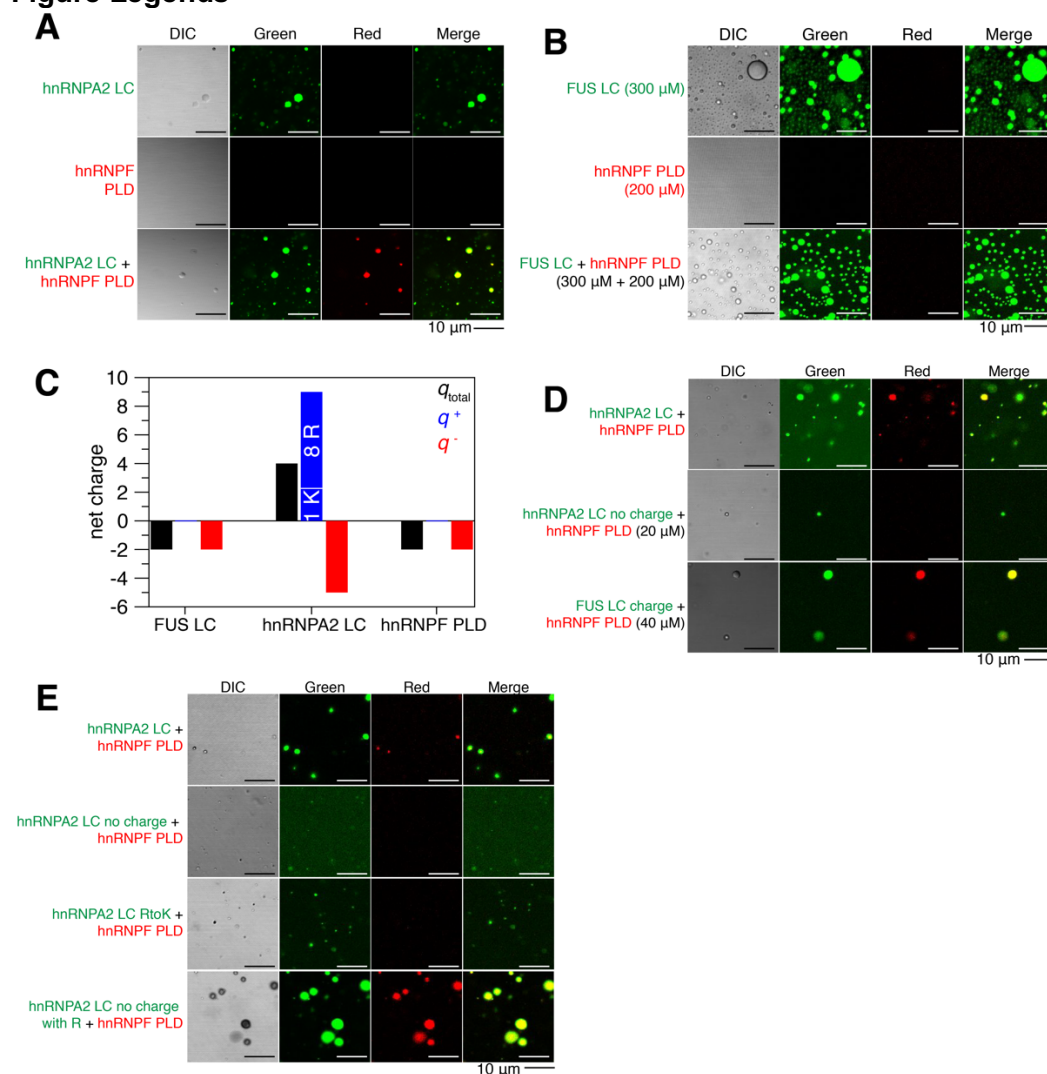 Figure Legends
A
DIC Green Red Merge
hnRNPA2 LC
hnRNPF
PLD
hnRNPA2 LC +
hnRNPF PLD
10 µm
B
DIC Green Red Merge
FUS LC (300 µM)
hnRNPF PLD
(200 µM)
FUS LC + hnRNPF PLD
(300 µM + 200 µM)
10 µm
C
net charge
10
8
6
4
2
0
-2
-4
-6
q total
q +
q -
8 R
1 K
FUS LC hnRNPA2 LC hnRNPF PLD
D
DIC Green Red Merge
hnRNPA2 LC +
hnRNPF PLD
hnRNPA2 LC no charge +
hnRNPF PLD (20 µM)
FUS LC charge +
hnRNPF PLD (40 µM)
10 µm
E
DIC Green Red Merge
hnRNPA2 LC +
hnRNPF PLD
hnRNPA2 LC no charge +
hnRNPF PLD
hnRNPA2 LC RtoK +
hnRNPF PLD
hnRNPA2 LC no charge
with R + hnRNPF PLD
10 µm